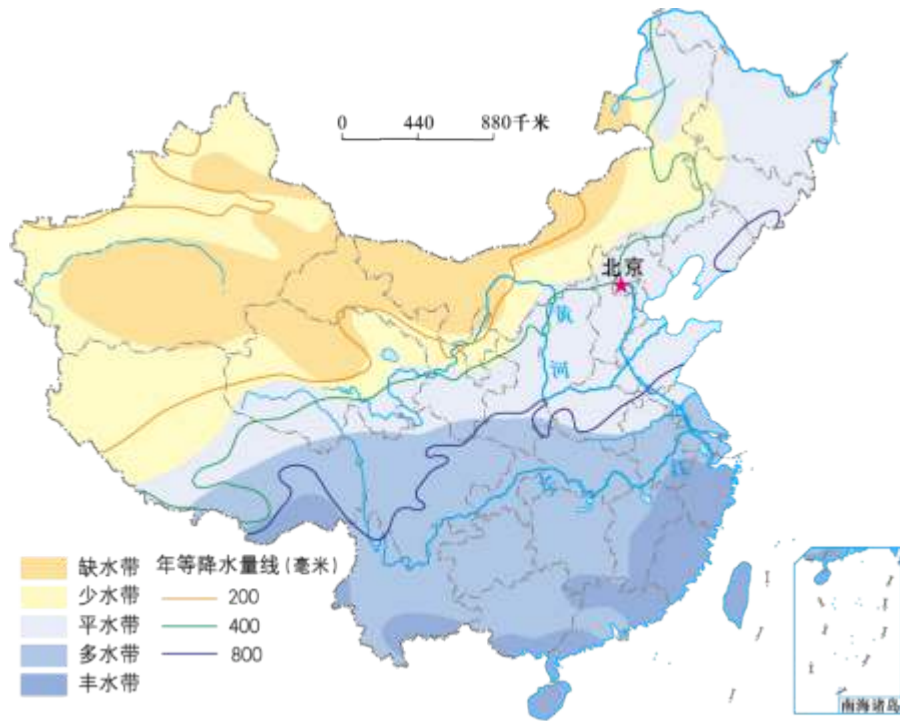 0 440 880千米
北京
黄
河
长
江
缺水带
少水带
平水带
多水带
丰水带
年等降水量线(毫米)
200
400
800
南海诸岛